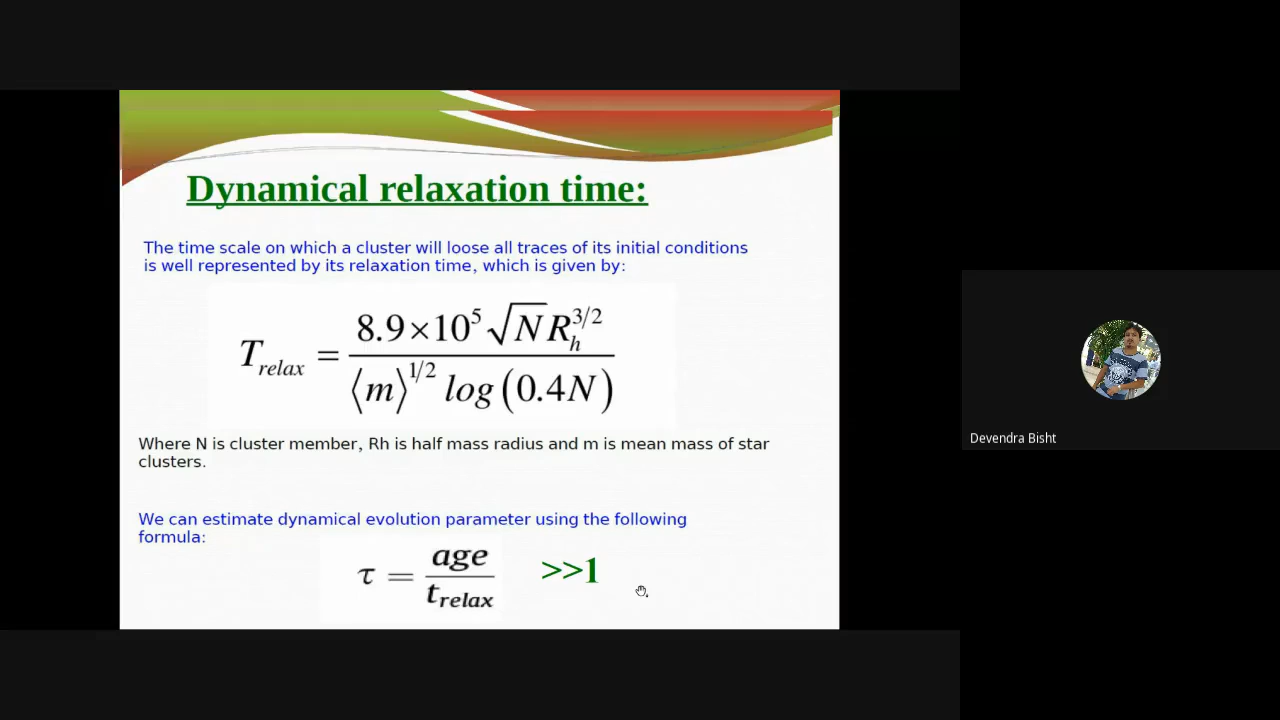 Dynamical relaxation time:
The time scale on which a cluster will loose all traces of its initial conditions
is well represented by its relaxation time, which is given by:
T_relax = 8.9×10^5 √N R_h^3/2 / ⟨m⟩^1/2 log(0.4N)
Where N is cluster member, Rh is half mass radius and m is mean mass of star
clusters.
We can estimate dynamical evolution parameter using the following
formula:
τ = age / t_relax >>1
Devendra Bisht